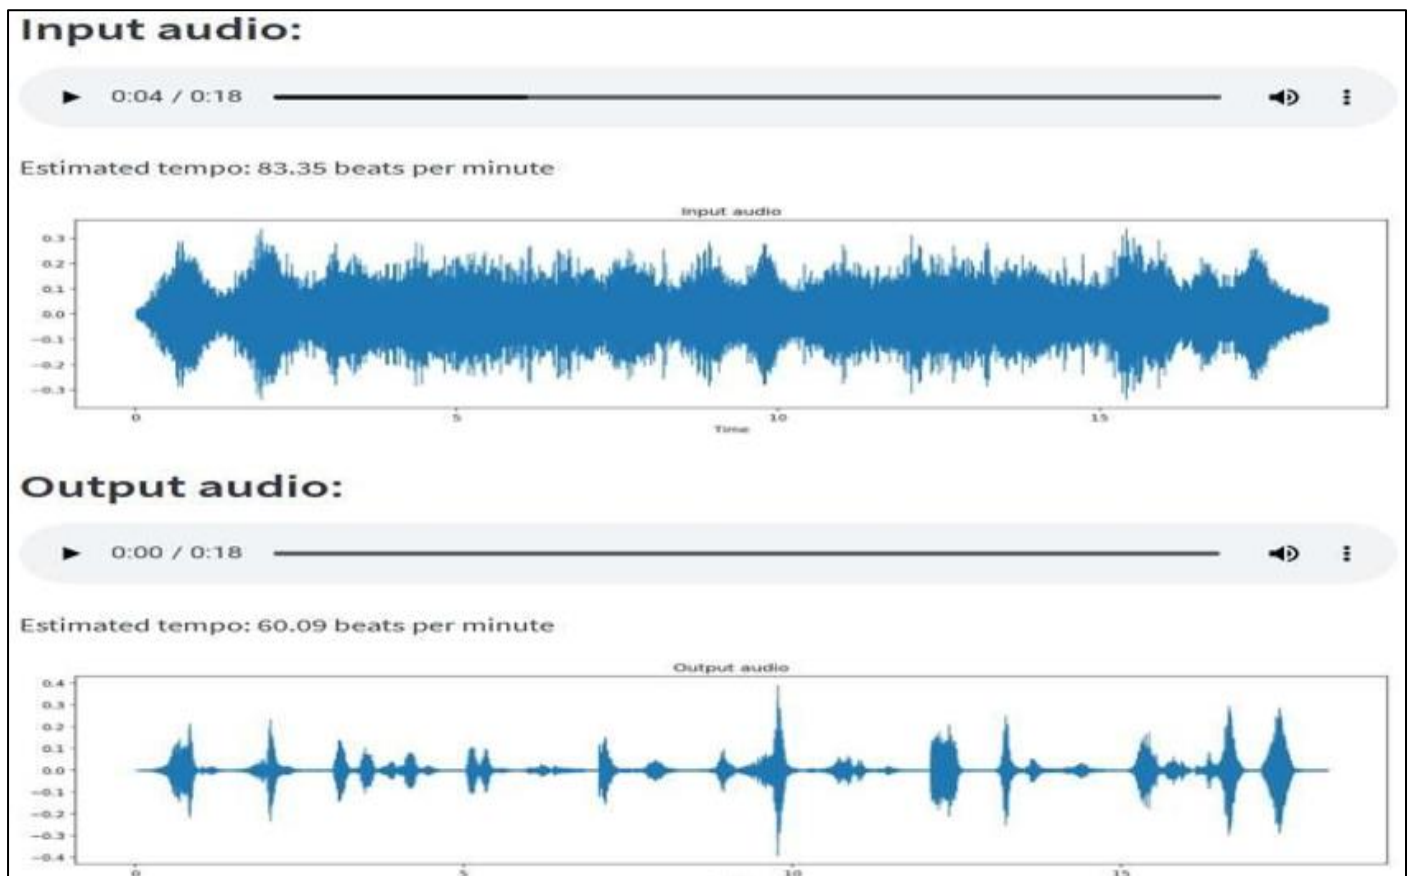 Input audio:
0:04 / 0:18
Estimated tempo: 83.35 beats per minute
Input audio
0.3
0.2
0.1
0.0
−0.1
−0.2
−0.3
0 5 10 15
Time
Output audio:
0:00 / 0:18
Estimated tempo: 60.09 beats per minute
Output audio
0.4
0.3
0.2
0.1
0.0
−0.1
−0.2
−0.3
−0.4
0 5 10 15